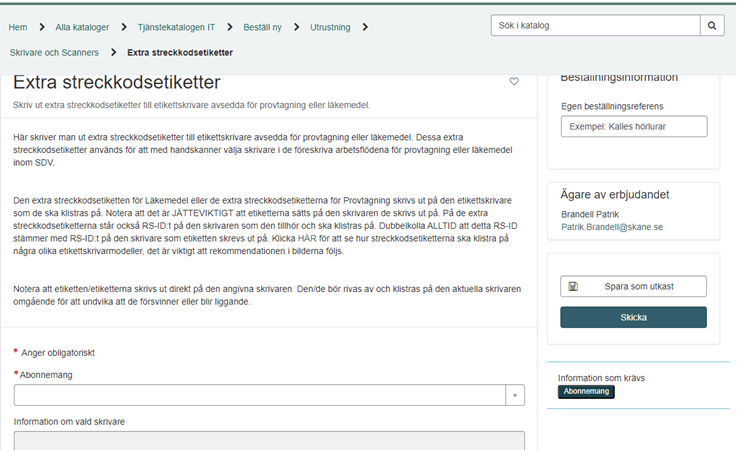 Hem > Alla kataloger > Tjänstekatalogen IT > Beställ ny > Utrustning >
Skrivare och Scanners > Extra streckkodsetiketter
Sök i katalog
Extra streckkodsetiketter
Skriv ut extra streckkodsetiketter till etikettskrivare avsedda för provtagning eller läkemedel.
Här skriver man ut extra streckkodsetiketter till etikettskrivare avsedda för provtagning eller läkemedel. Dessa extra
streckkodsetiketter används för att med handskanner välja skrivare i de föreskriva arbetsflödena för provtagning eller läkemedel
inom SDV.
Den extra streckkodsetiketten för Läkemedel eller de extra streckkodsetiketterna för Provtagning skrivs ut på den etikettskrivare
som de ska klistras på. Notera att det är JÄTTEVIKTIGT att etiketterna sätts på den skrivaren de skrivs ut på. På de extra
streckkodsetiketterna står också RS-ID:t på den skrivaren som den tillhör och ska klistras på. Dubbelkolla ALLTID att detta RS-ID
stämmer med RS-ID:t på den skrivare som etiketten skrevs ut på. Klicka HÄR för att se hur streckkodsetiketterna ska klistra på
några olika etikettskrivarmodeller, det är viktigt att rekommendationen i bilderna följs.
Notera att etiketten/etiketterna skrivs ut direkt på den angivna skrivaren. Den/de bör rivas av och klistras på den aktuella skrivaren
omgående för att undvika att de försvinner eller blir liggande.
* Anger obligatoriskt
*Abonnemang
Information om vald skrivare
Beställningsinformation
Egen beställningsreferens
Exempel: Kalles hörlurar
Ägare av erbjudandet
Brandell Patrik
Patrik.Brandell@skane.se
Spara som utkast
Skicka
Information som krävs
Abonnemang